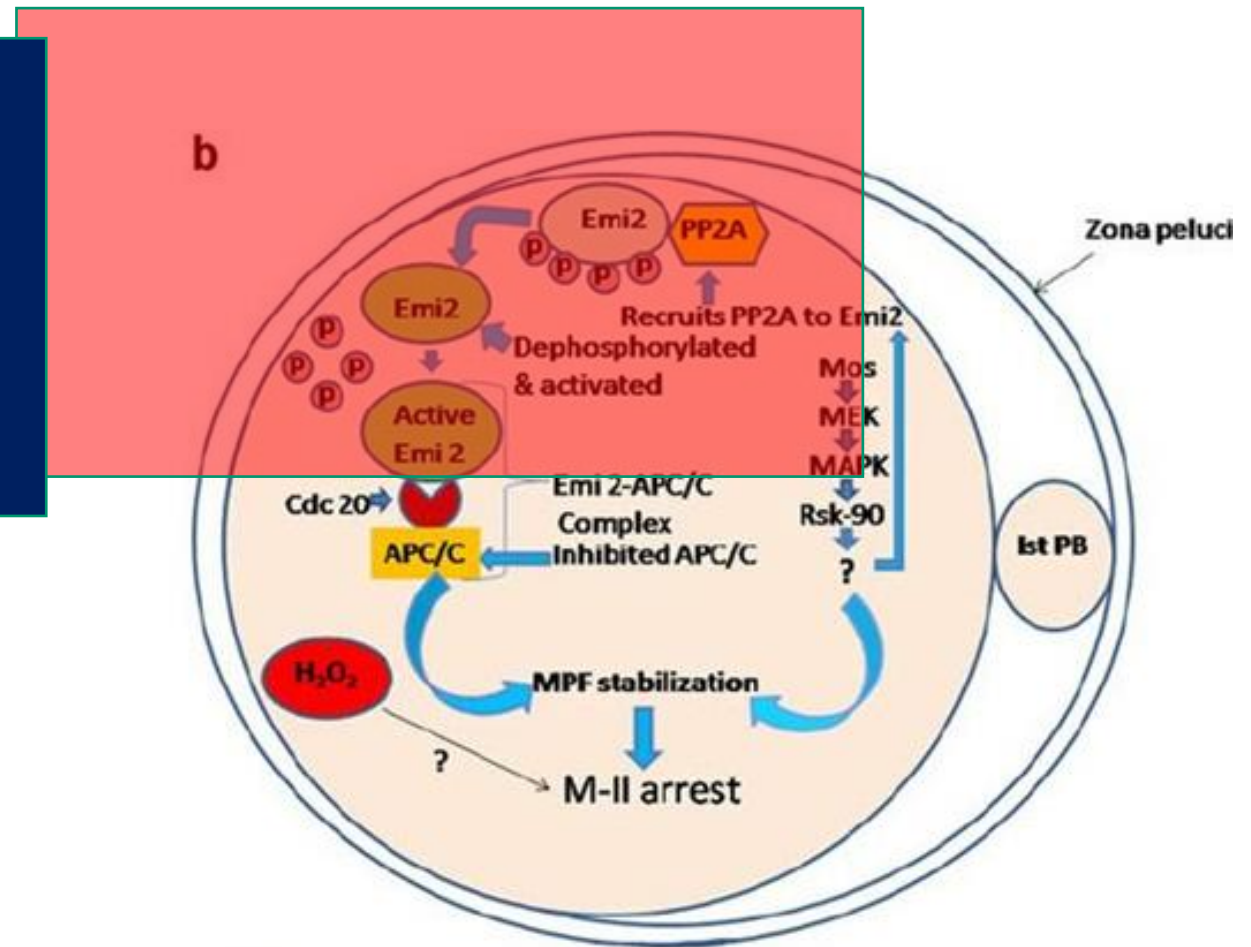 b
Emi2
PP2A
P
P
P
P
Zona peluci
Emi2
Recruits PP2A to Emi2
P
P
P
P
Dephosphorylated
& activated
Mos
MEK
MAPK
Rsk-90
?
Active
Emi 2
Cdc 20
APC/C
Emi 2-APC/C
Complex
Inhibited APC/C
Ist PB
H₂O₂
?
MPF stabilization
M-II arrest